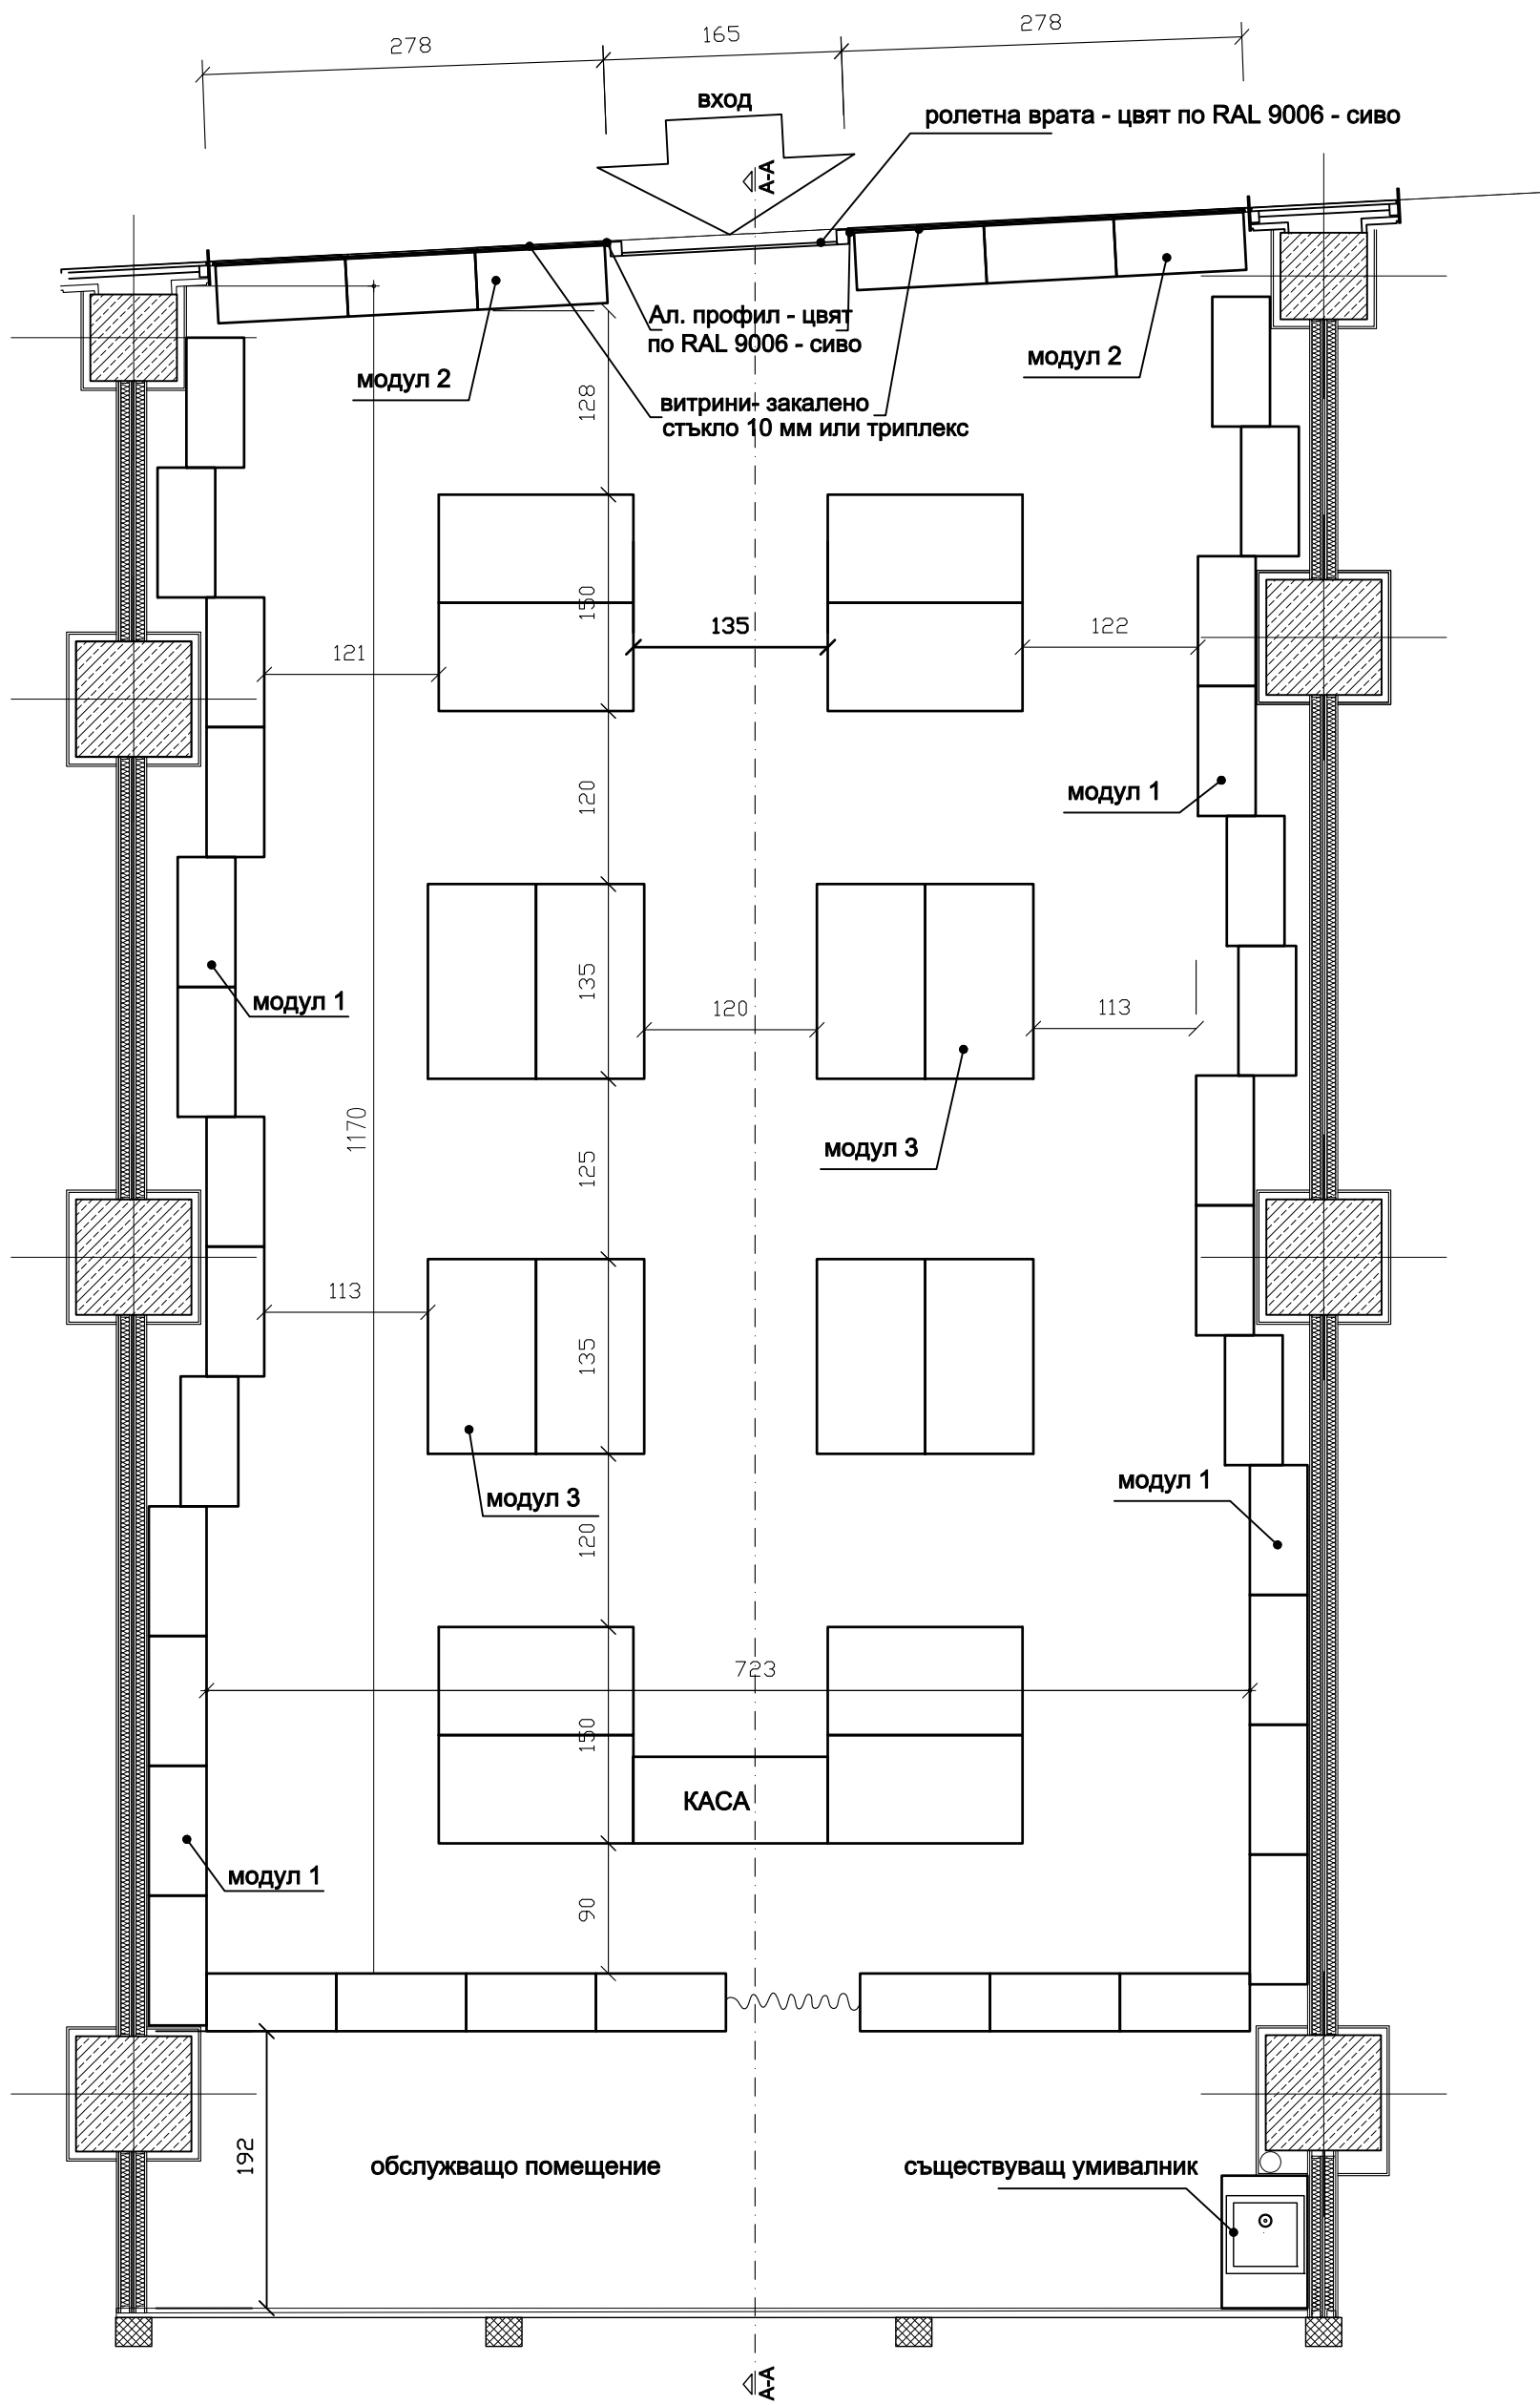 278
165
278
вход
ролетна врата - цвят по RAL 9006 - сиво
A-A
Ал. профил - цвят
по RAL 9006 - сиво
модул 2
модул 2
128
витрини- закалено
стъкло 10 мм или триплекс
150
135
122
121
120
модул 1
135
модул 1
120
113
1170
125
модул 3
113
135
модул 1
модул 3
120
723
150
КАСА
модул 1
90
192
обслужващо помещение
съществуващ умивалник
A-A